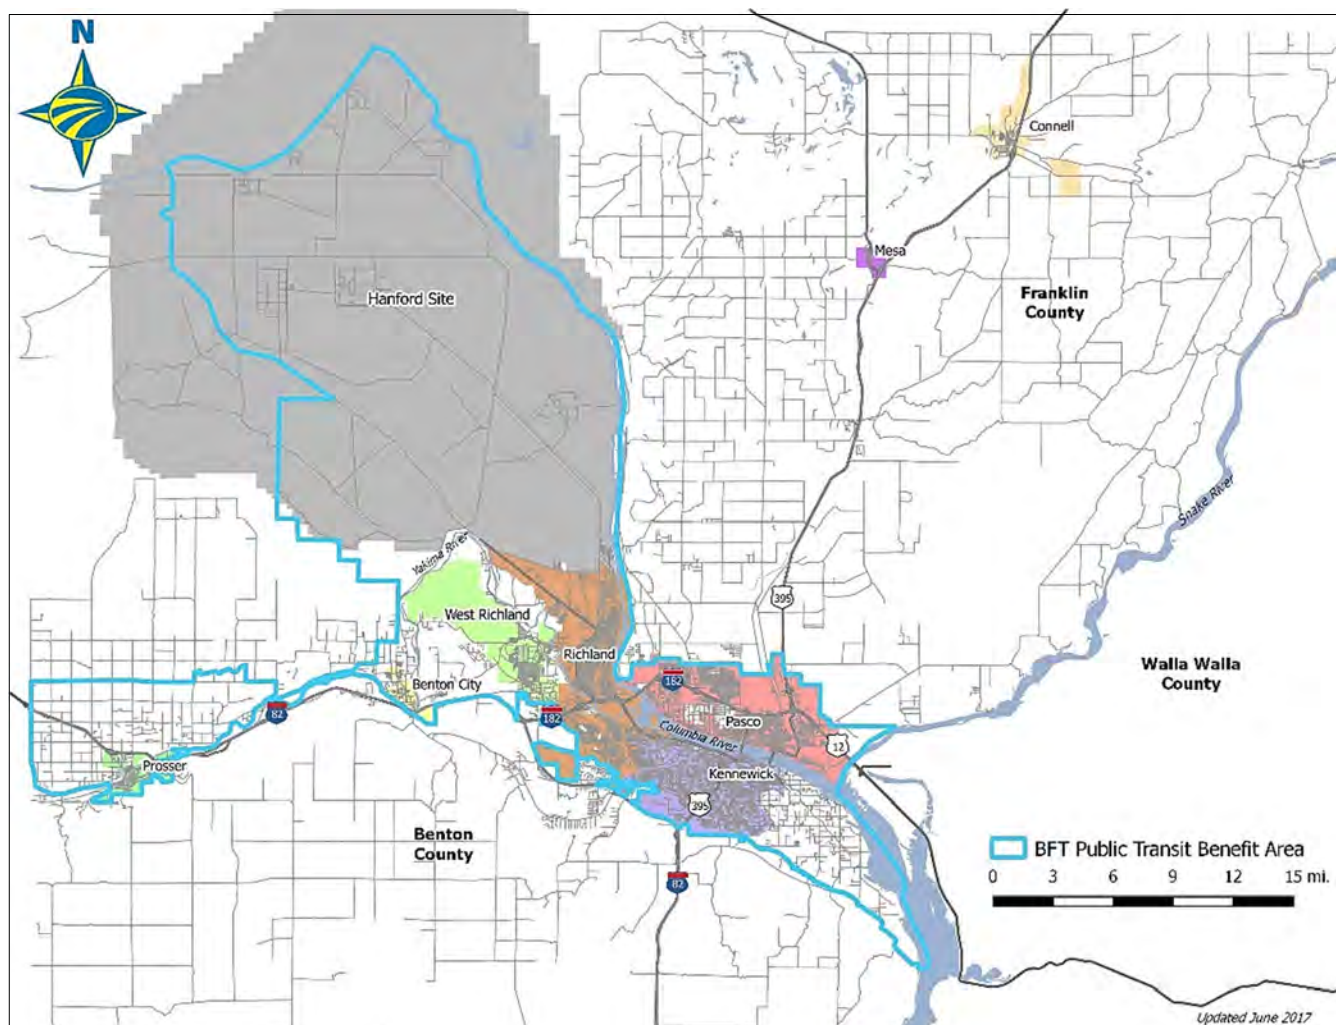 N
Connell
Mesa
Hanford Site
Franklin
County
Snake River
Yakima River
395
West Richland
Richland
Walla Walla
County
182
Benton City
82
182
Pasco
Columbia River
12
Prosser
Kennewick
395
Benton
County
BFT Public Transit Benefit Area
82
0 3 6 9 12 15 mi.
Updated June 2017